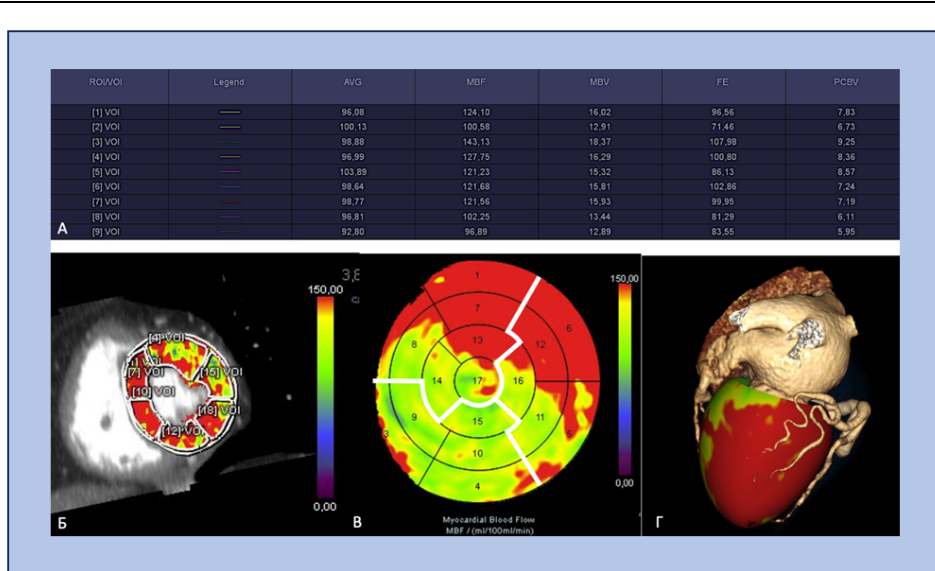 ROI/VOI Legend AVG MBF MBV FE PCBV
[1] VOI 96,08 124,10 16,02 96,56 7,83
[2] VOI 100,13 100,58 12,91 71,46 6,73
[3] VOI 98,88 143,13 18,37 107,98 9,25
[4] VOI 96,99 127,75 16,29 100,80 8,36
[5] VOI 103,89 121,23 15,32 86,13 8,57
[6] VOI 98,64 121,68 15,81 102,86 7,24
[7] VOI 98,77 121,56 15,93 99,95 7,19
[8] VOI 96,81 102,25 13,44 81,29 6,11
[9] VOI 92,80 96,89 12,89 83,55 5,95
А
3,8
150,00
[4] VOI
[7] VOI
[15] VOI
[10] VOI
[18] VOI
[12] VOI
0,00
Б
1
7
6
8
13
12
14
17
16
9
15
11
3
10
5
4
150,00
0,00
Myocardial Blood Flow
MBF / (ml/100ml/min)
В
Г